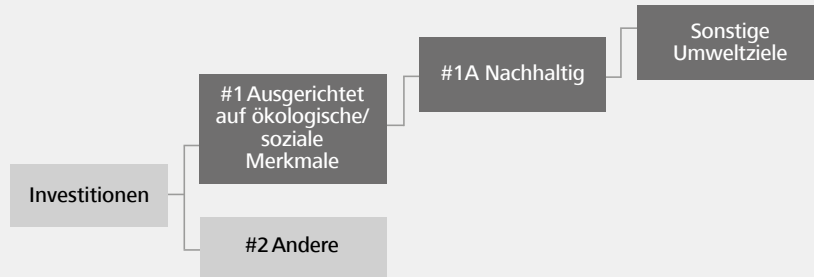 Investitionen
#1 Ausgerichtet
auf ökologische/
soziale
Merkmale
#2 Andere
#1A Nachhaltig
Sonstige
Umweltziele